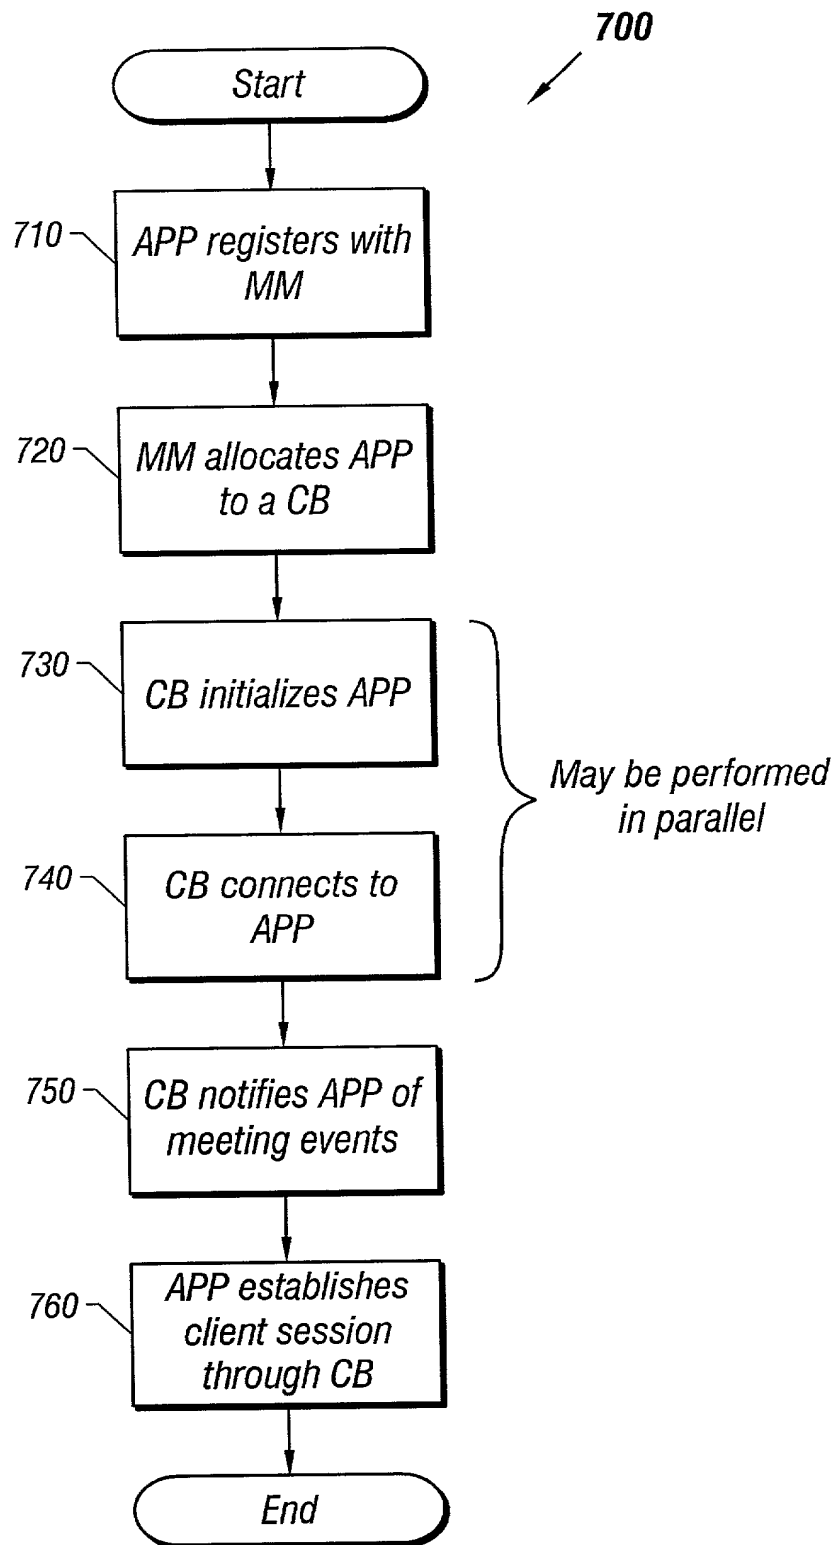 700
Start
710
APP registers with
MM
720
MM allocates APP
to a CB
730
CB initializes APP
May be performed
in parallel
740
CB connects to
APP
750
CB notifies APP of
meeting events
760
APP establishes
client session
through CB
End